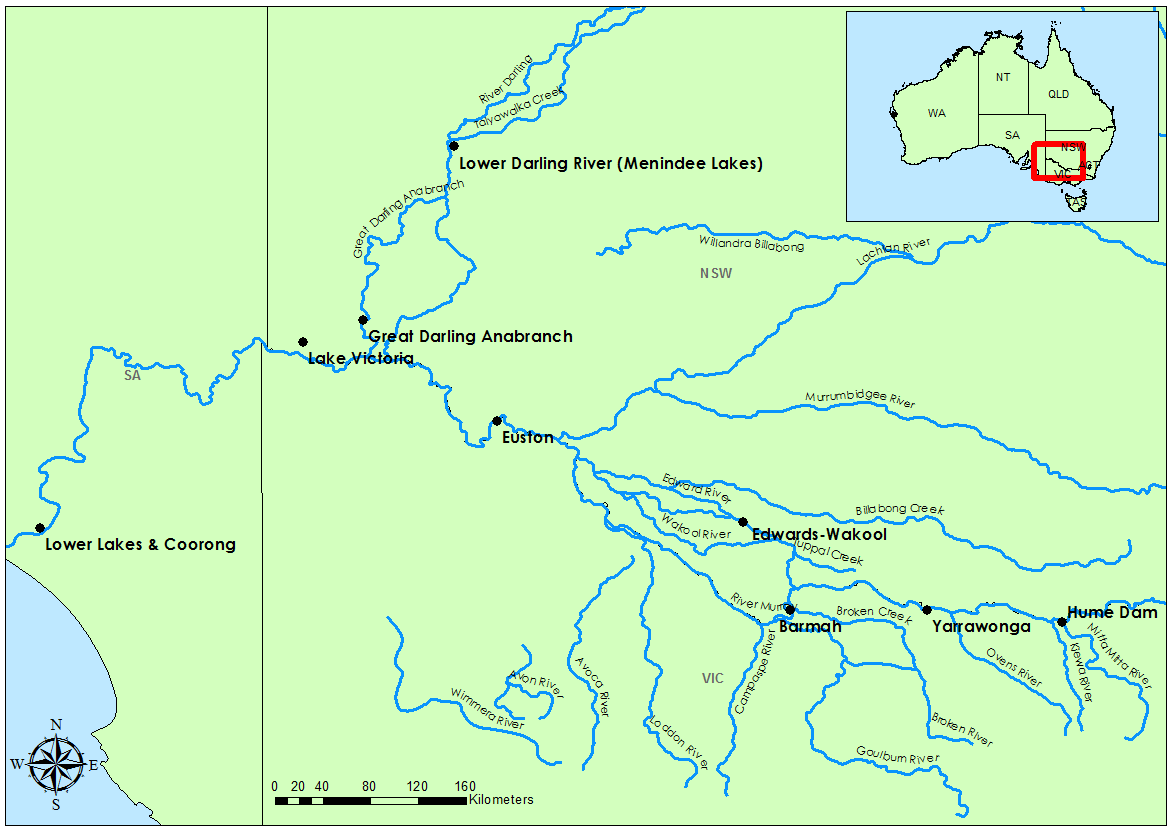 NT
QLD
WA
SA
NSW
ACT
VIC
TAS
River Darling
Talyawalka Creek
Lower Darling River (Menindee Lakes)
Great Darling Anabranch
Willandra Billabong
Lachlan River
NSW
Great Darling Anabranch
Lake Victoria
SA
Murrumbidgee River
Euston
Edward River
Billabong Creek
Wakool River
Edwards-Wakool
Tuppal Creek
Lower Lakes & Coorong
River Murray
Broken Creek
Hume Dam
Barmah
Yarrawonga
Mitta Mitta River
Kiewa River
Ovens River
Campaspe River
VIC
Avoca River
Avon River
Wimmera River
Loddon River
Broken River
Goulburn River
N
W E
S
0 20 40 80 120 160
Kilometers